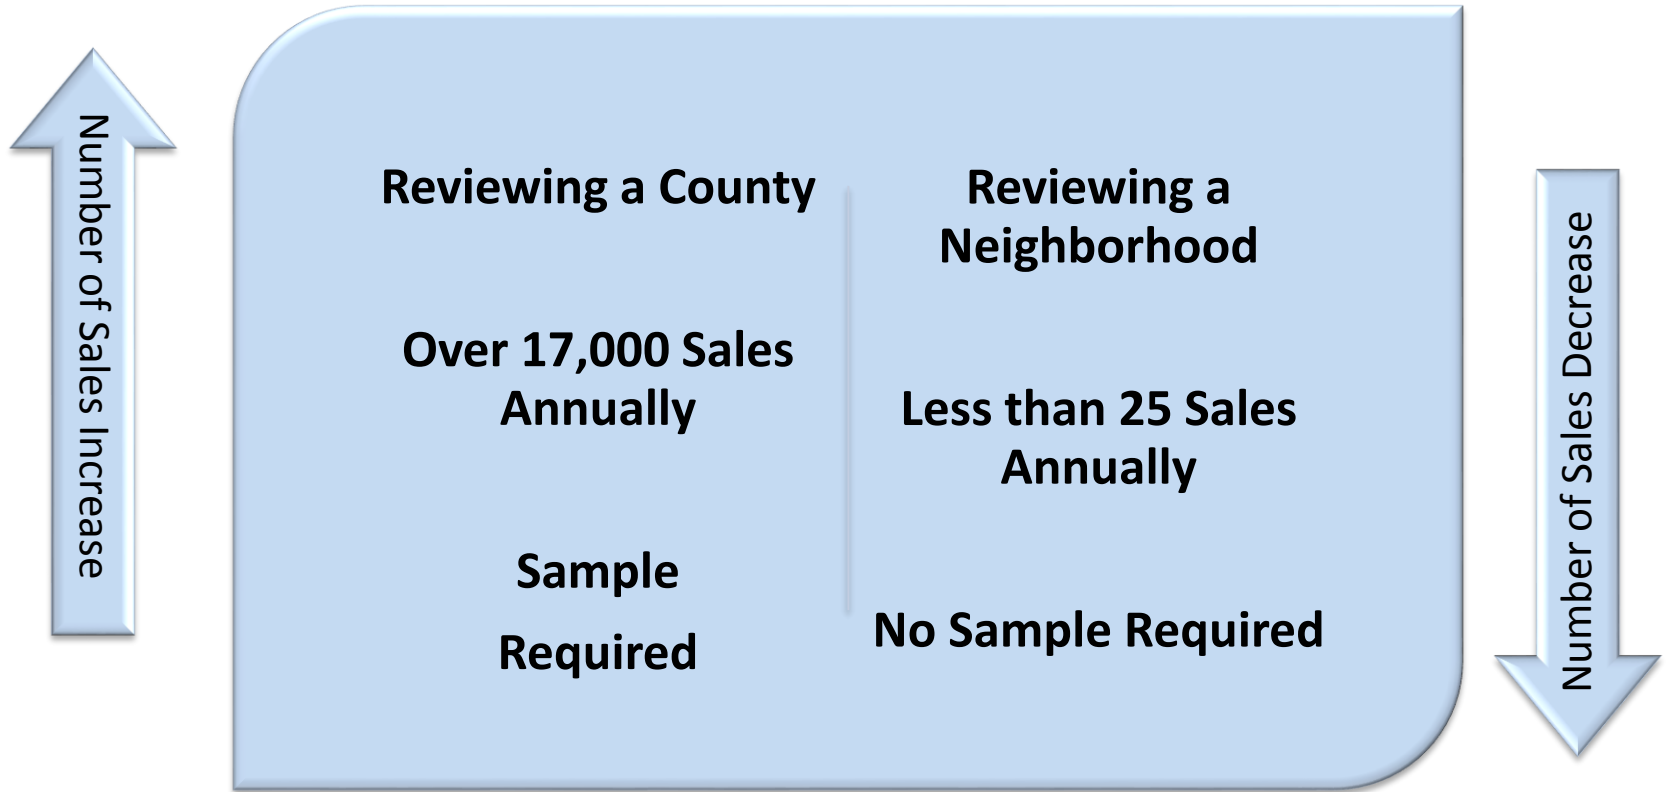 Number of Sales Increase
Reviewing a County
Over 17,000 Sales
Annually
Sample
Required
Reviewing a
Neighborhood
Less than 25 Sales
Annually
No Sample Required
Number of Sales Decrease